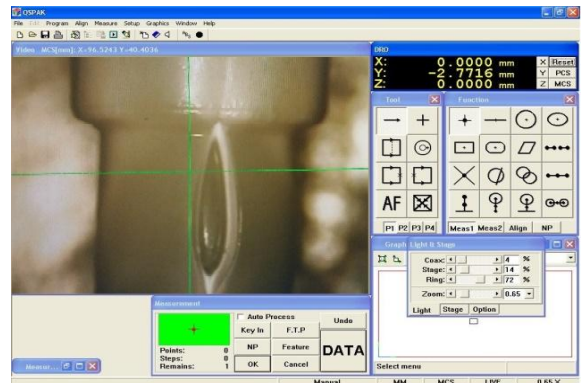 OSPAK
File Edit Program Align Measure Setup Graphics Window Help
Video MCS[mm]: X=96.5243 Y=40.4036
DRO
X: 0.0000 mm X Reset
Y: -2.7716 mm Y PCS
Z: 0.0000 mm Z MCS
Tool
Function
AF
P1 P2 P3 P4
Meas1 Meas2 Align NP
Graph
Light & Stage
Coax: 4 %
Stage: 14 %
Ring: 72 %
Zoom: 0.65
Light Stage Option
Select menu
Measurement
Auto Process
Undo
Key In F.T.P
NP Feature
DATA
OK Cancel
Points: 0
Steps: 0
Remains: 1
Measur...
Manual MM MCS LIVE 0.65 X